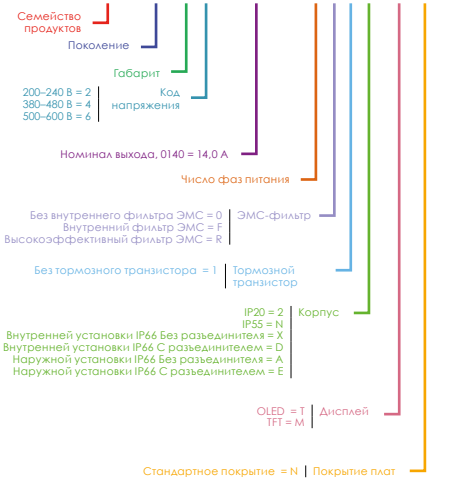 Семейство
продуктов
Поколение
Габарит
200–240 В = 2
380–480 В = 4
500–600 В = 6
Код
напряжения
Номинал выхода, 0140 = 14,0 А
Число фаз питания
Без внутреннего фильтра ЭМС = 0
Внутренний фильтр ЭМС = F
Высокоэффективный фильтр ЭМС = R
ЭМС-фильтр
Без тормозного транзистора = 1
Тормозной
транзистор
IP20 = 2
IP55 = N
Внутренней установки IP66 Без разъединителя = X
Внутренней установки IP66 С разъединителем = D
Наружной установки IP66 Без разъединителя = A
Наружной установки IP66 С разъединителем = E
Корпус
OLED = T
TFT = M
Дисплей
Стандартное покрытие = N
Покрытие плат